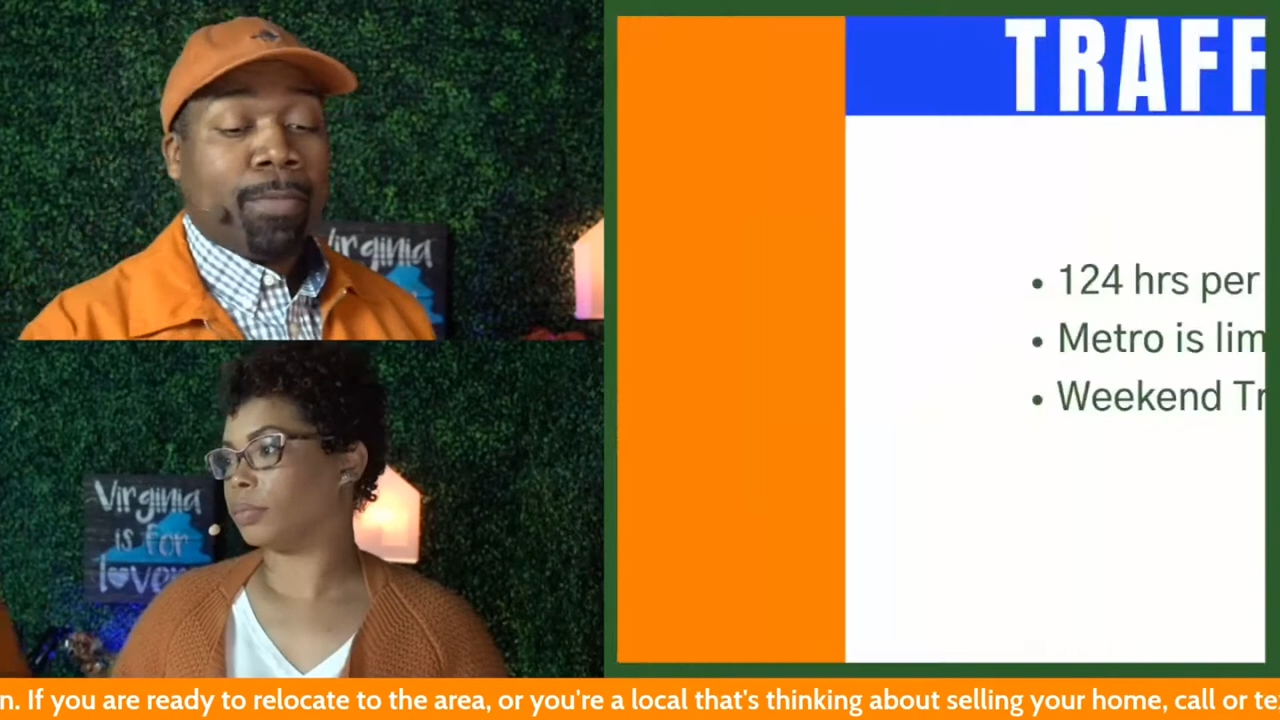 Virginia
Virginia
is for
lovers
TRAFF
• 124 hrs per
• Metro is lim
• Weekend Tr
n. If you are ready to relocate to the area, or you're a local that's thinking about selling your home, call or te